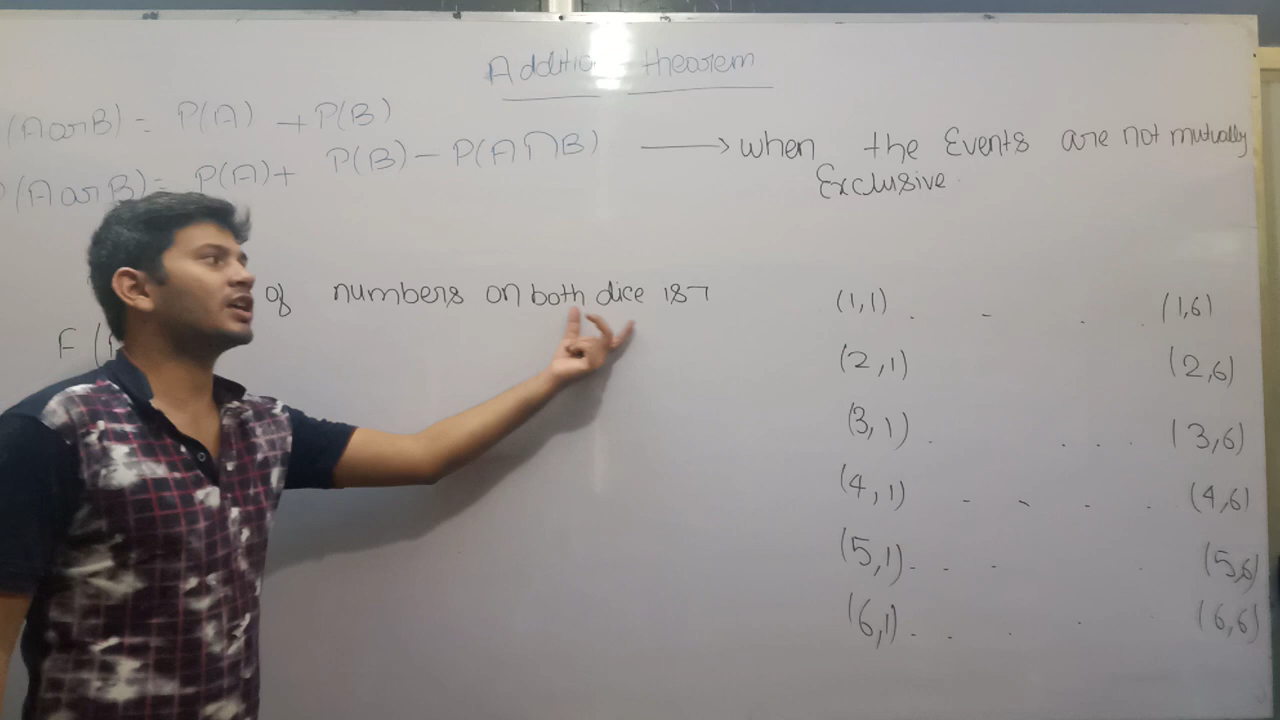 Addition theorem
(A or B) = P(A) + P(B)
P(A or B) = P(A) + P(B) - P(A∩B) → when the Events are not mutually
Exclusive.
of numbers on both dice is 7
(1,1) . - . . (1,6)
F (
(2,1) (2,6)
(3,1) . . . . (3,6)
(4,1) - - . . (4,6)
(5,1) - . - . (5,6)
(6,1) . . . . (6,6)